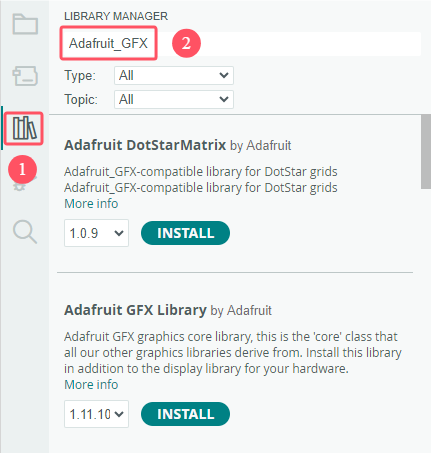 LIBRARY MANAGER
Adafruit_GFX
2
Type: All
Topic: All
1
Adafruit DotStarMatrix by Adafruit
Adafruit_GFX-compatible library for DotStar grids
Adafruit_GFX-compatible library for DotStar grids
More info
1.0.9 INSTALL
Adafruit GFX Library by Adafruit
Adafruit GFX graphics core library, this is the 'core' class that
all our other graphics libraries derive from. Install this library
in addition to the display library for your hardware.
More info
1.11.10 INSTALL